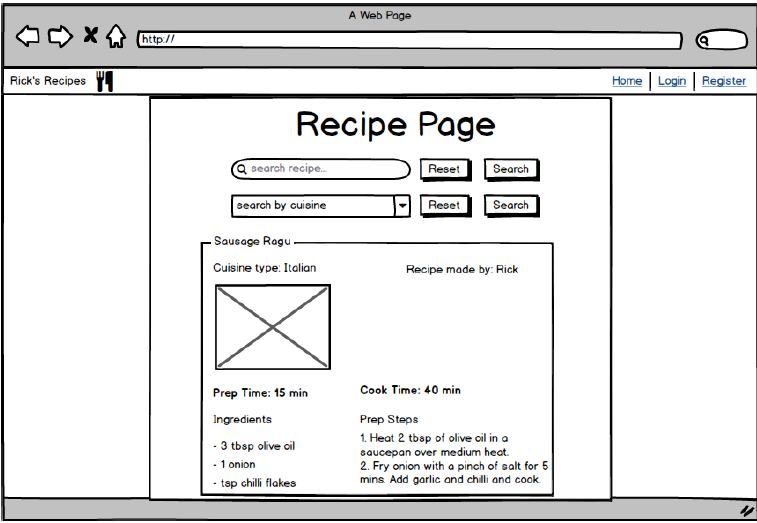 A Web Page
http://
Rick's Recipes
Home
Login
Register
Recipe Page
search recipe...
Reset
Search
search by cuisine
Reset
Search
Sausage Ragu
Cuisine type: Italian
Recipe made by: Rick
Prep Time: 15 min
Cook Time: 40 min
Ingredients
- 3 tbsp olive oil
- 1 onion
- tsp chilli flakes
Prep Steps
1. Heat 2 tbsp of olive oil in a
saucepan over medium heat.
2. Fry onion with a pinch of salt for 5
mins. Add garlic and chilli and cook.